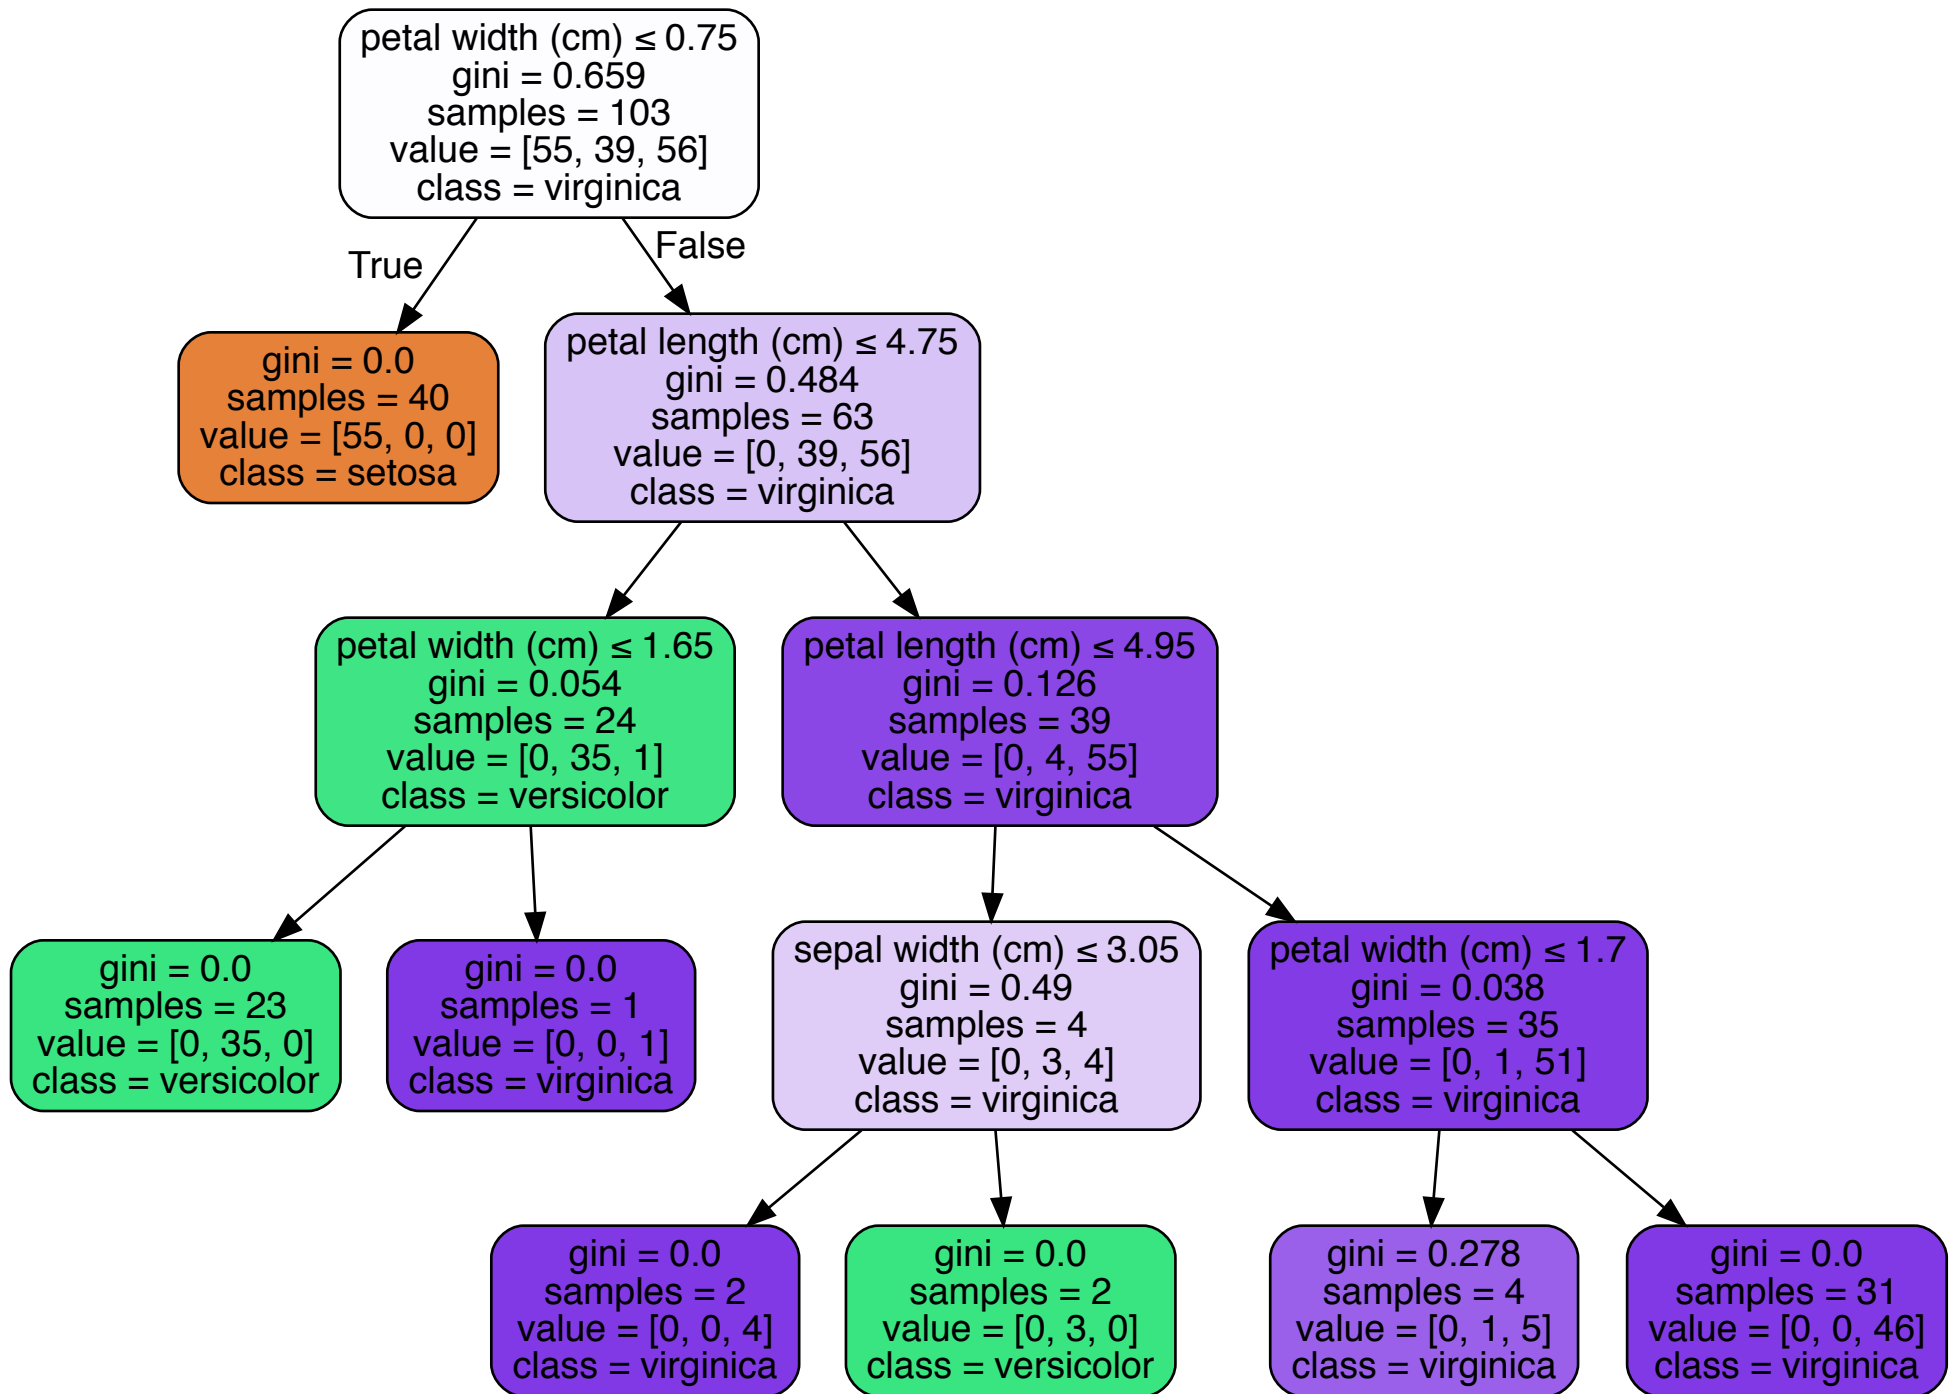 petal width (cm) ≤ 0.75
gini = 0.659
samples = 103
value = [55, 39, 56]
class = virginica
True
False
gini = 0.0
samples = 40
value = [55, 0, 0]
class = setosa
petal length (cm) ≤ 4.75
gini = 0.484
samples = 63
value = [0, 39, 56]
class = virginica
petal width (cm) ≤ 1.65
gini = 0.054
samples = 24
value = [0, 35, 1]
class = versicolor
petal length (cm) ≤ 4.95
gini = 0.126
samples = 39
value = [0, 4, 55]
class = virginica
gini = 0.0
samples = 23
value = [0, 35, 0]
class = versicolor
gini = 0.0
samples = 1
value = [0, 0, 1]
class = virginica
sepal width (cm) ≤ 3.05
gini = 0.49
samples = 4
value = [0, 3, 4]
class = virginica
petal width (cm) ≤ 1.7
gini = 0.038
samples = 35
value = [0, 1, 51]
class = virginica
gini = 0.0
samples = 2
value = [0, 0, 4]
class = virginica
gini = 0.0
samples = 2
value = [0, 3, 0]
class = versicolor
gini = 0.278
samples = 4
value = [0, 1, 5]
class = virginica
gini = 0.0
samples = 31
value = [0, 0, 46]
class = virginica